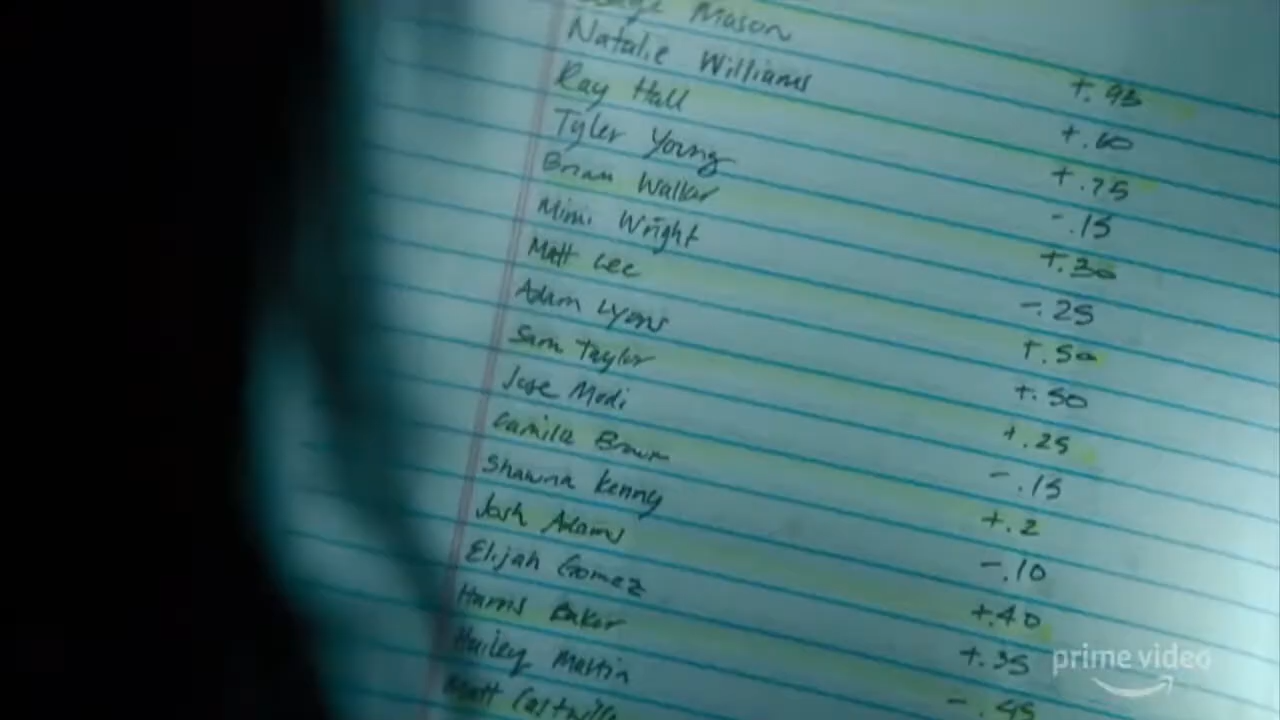 Mason +.93
Natalie Williams +.60
Ray Hall +.75
Tyler Young -.15
Brian Walker +.30
Mimi Wright -.25
Matt Lee +.50
Adam Lyons +.50
Sam Taylor +.25
Jose Modi -.15
Camila Brown +.2
Shawna Kenny -.10
Josh Adams +.40
Elijah Gomez +.35
Harris Baker -.45
Hailey Martin
Matt
prime video